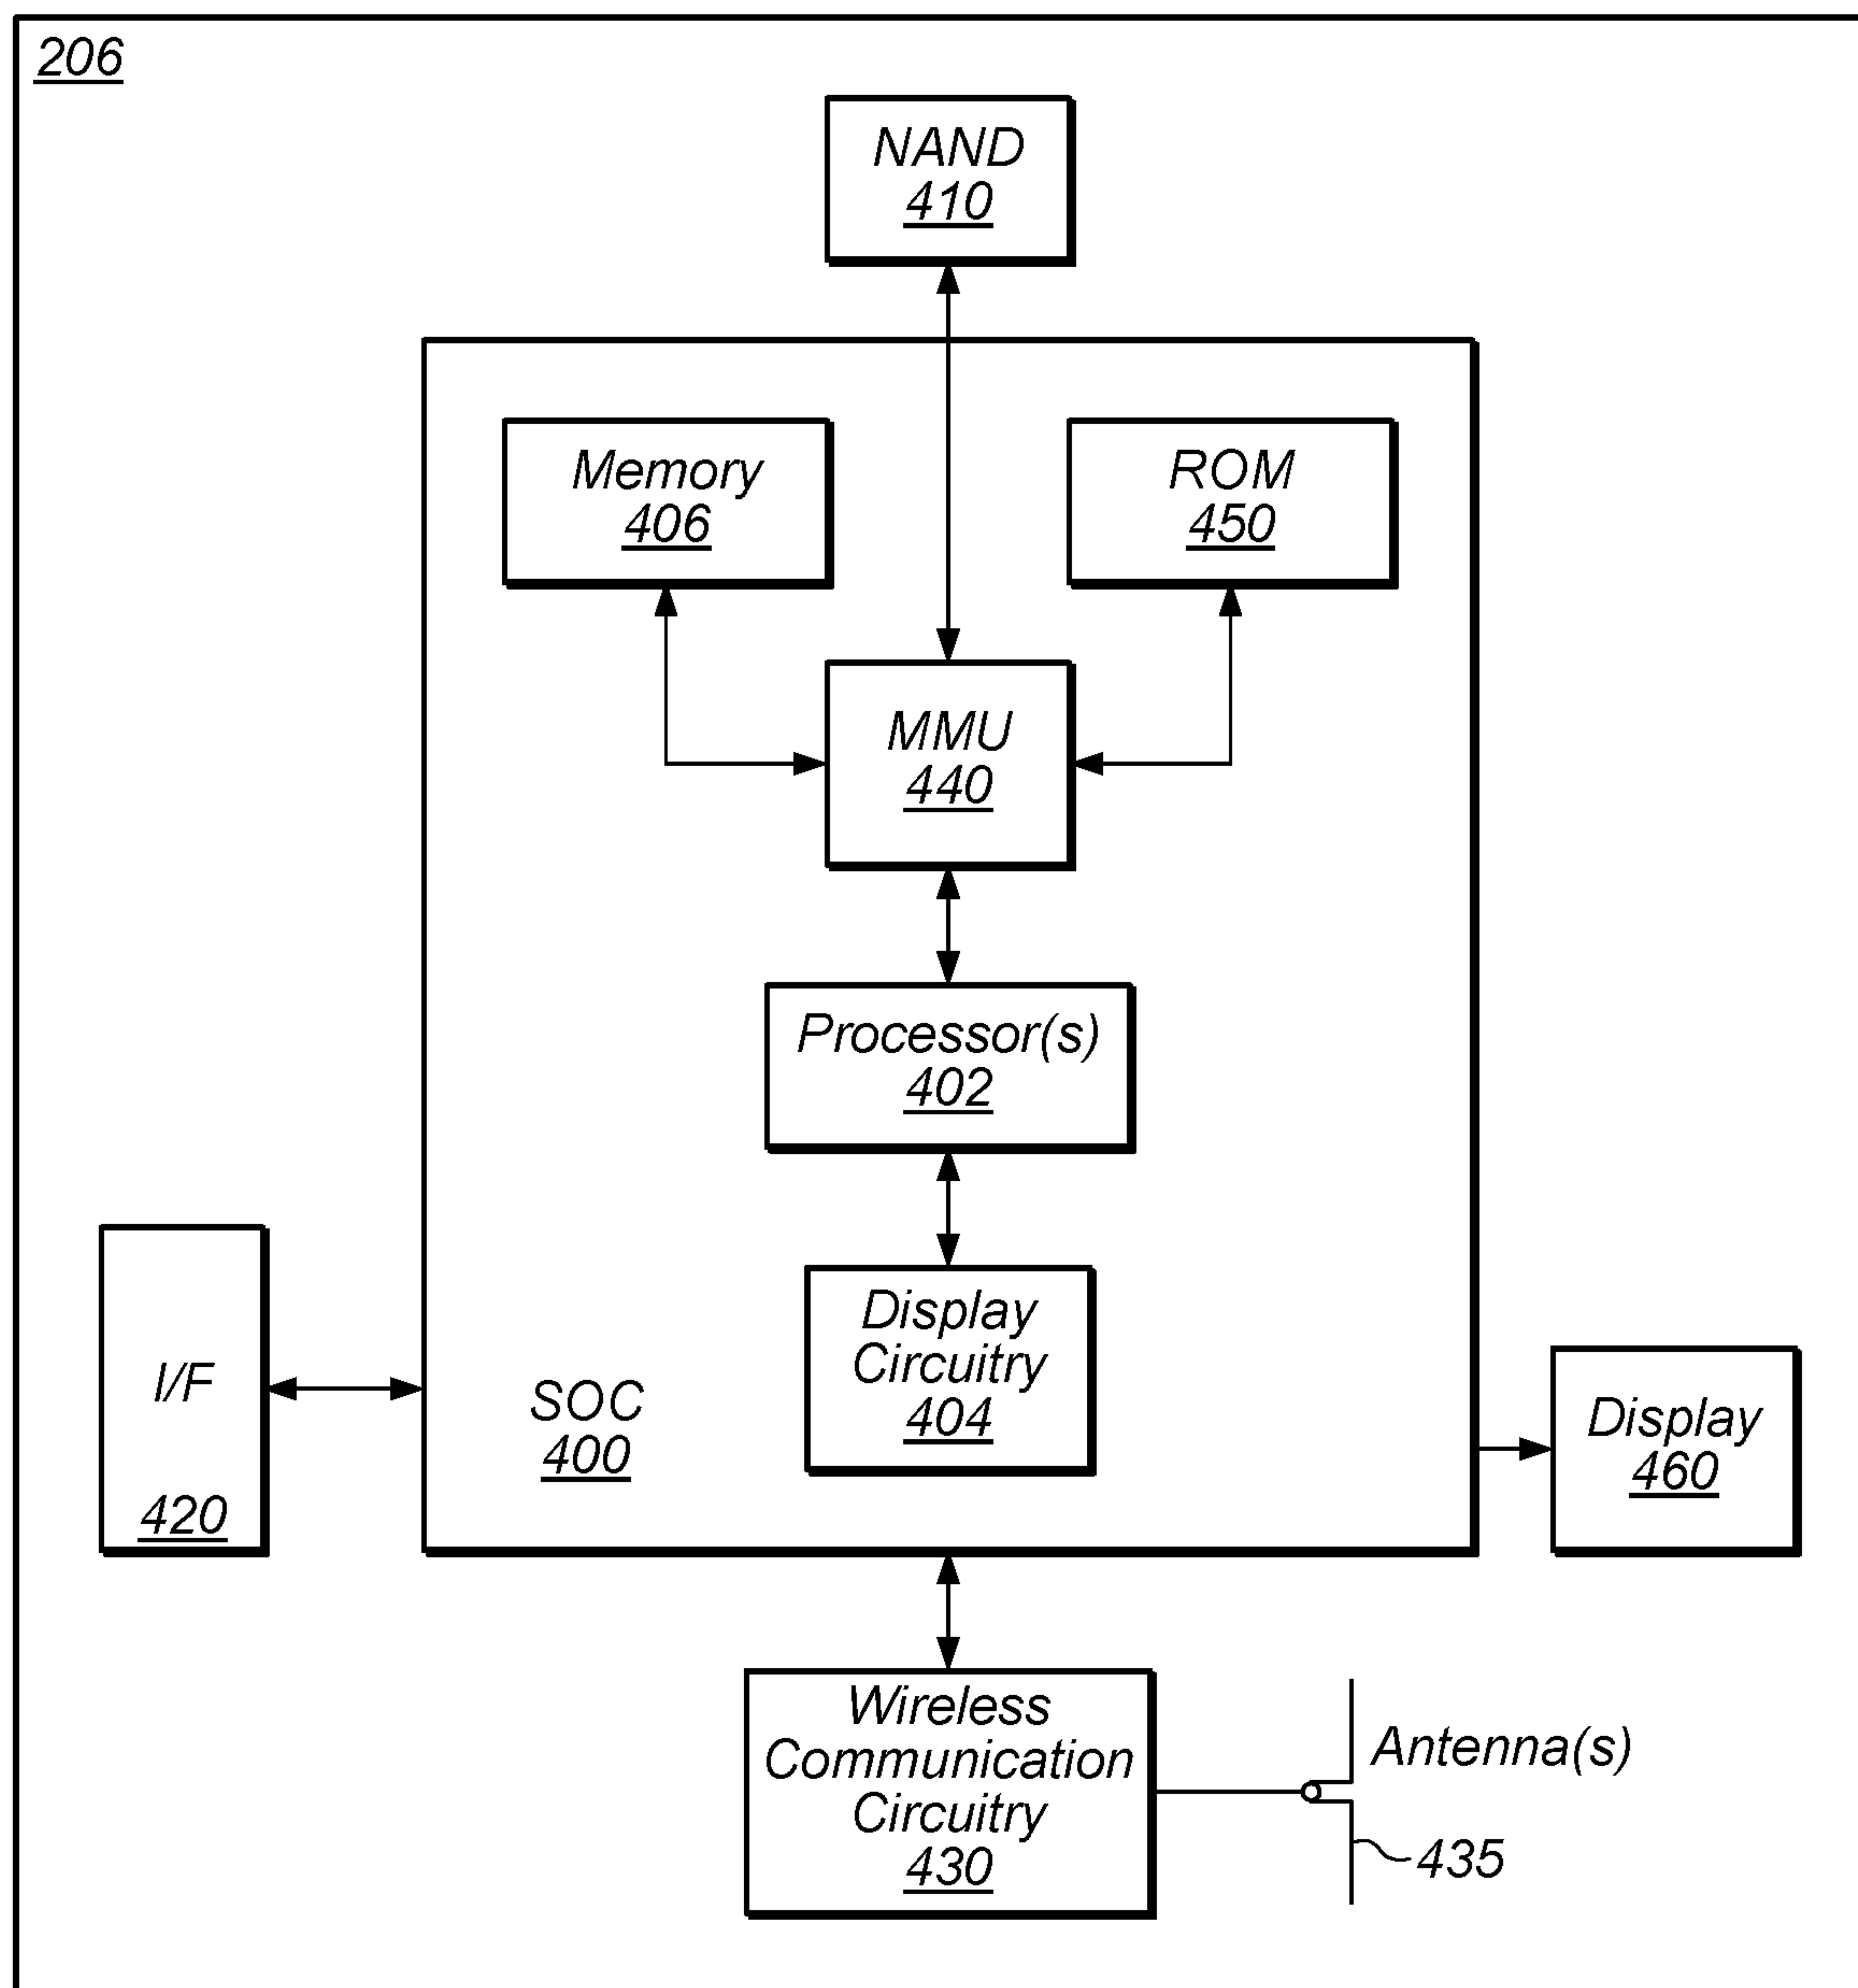 206
NAND
410
Memory
406
ROM
450
MMU
440
Processor(s)
402
Display
Circuitry
404
I/F
420
SOC
400
Display
460
Wireless
Communication
Circuitry
430
Antenna(s)
435